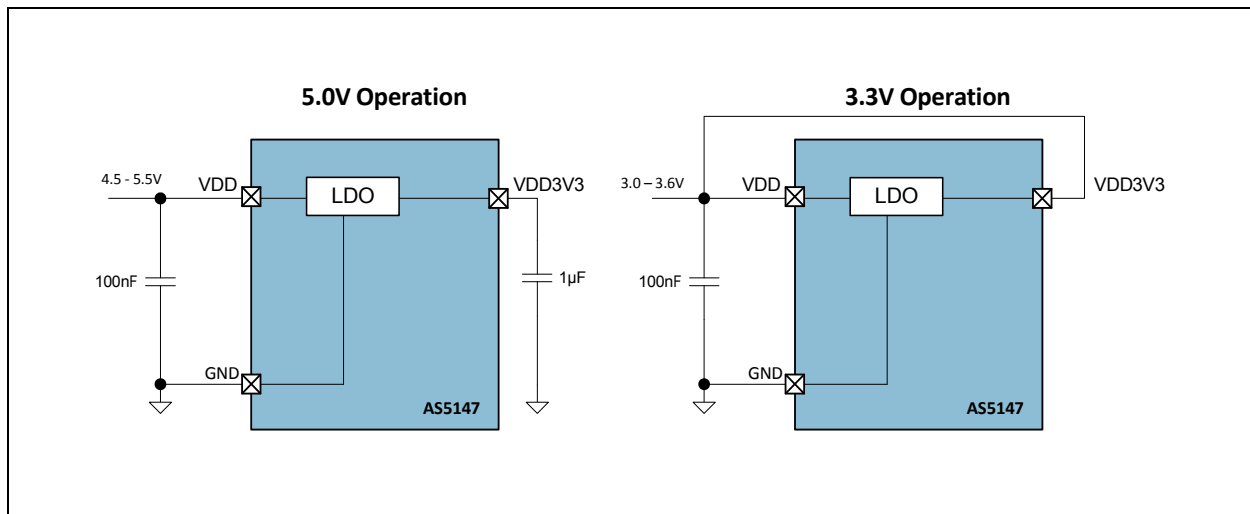 5.0V Operation
4.5 - 5.5V
VDD
LDO
VDD3V3
100nF
1µF
GND
AS5147
3.3V Operation
3.0 – 3.6V
VDD
LDO
VDD3V3
100nF
GND
AS5147